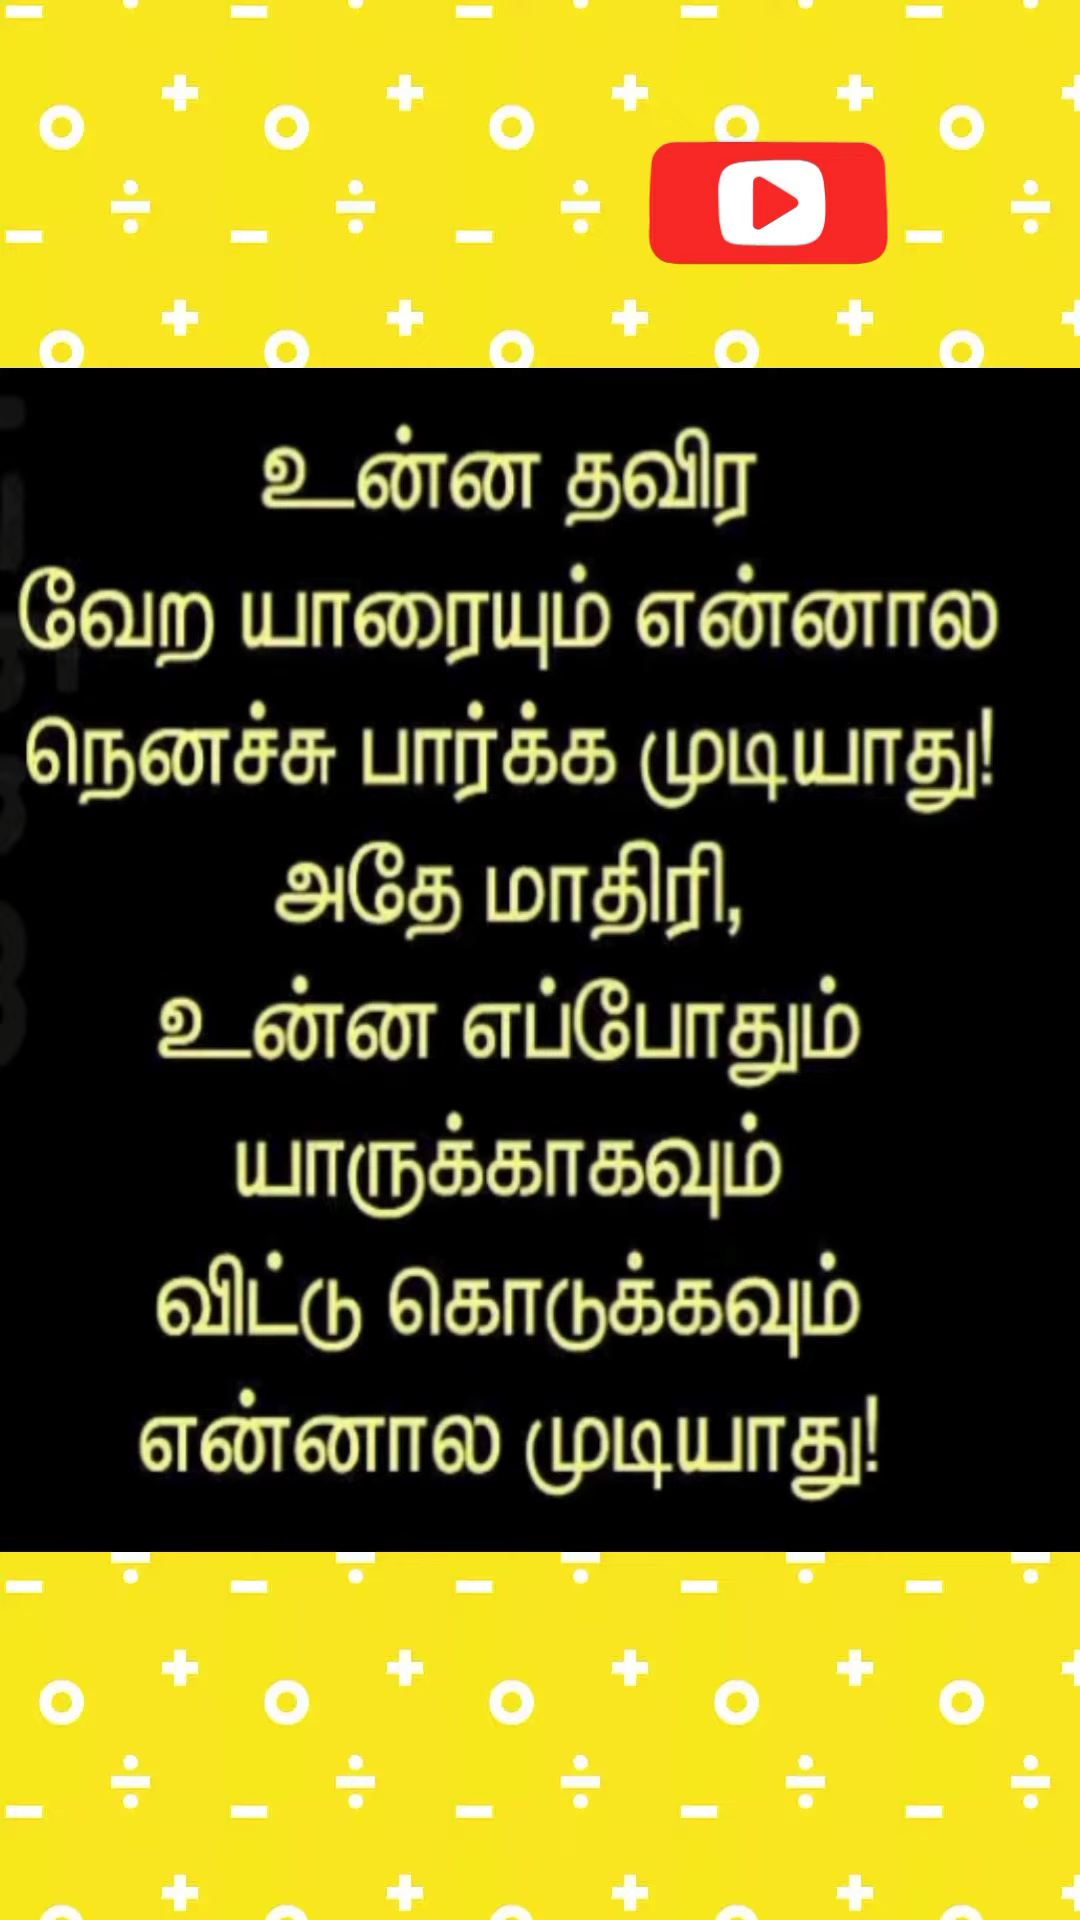 உன்ன தவிர
வேற யாரையும் என்னால
நெனச்சு பார்க்க முடியாது!
அதே மாதிரி,
உன்ன எப்போதும்
யாருக்காகவும்
விட்டு கொடுக்கவும்
என்னால முடியாது!